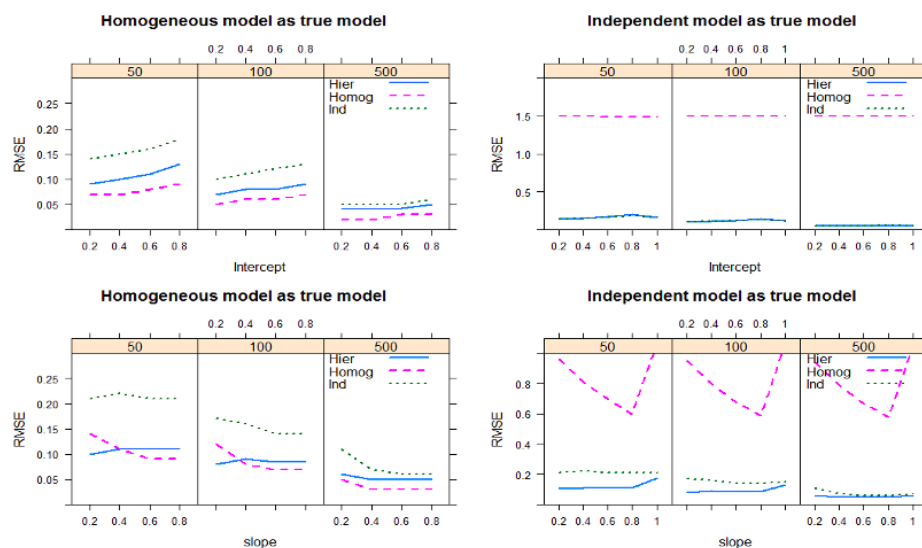 Homogeneous model as true model
0.2 0.4 0.6 0.8
50 100 500
Hier
Homog
Ind
RMSE
0.25
0.20
0.15
0.10
0.05
0.2 0.4 0.6 0.8 0.2 0.4 0.6 0.8
Intercept
Independent model as true model
0.2 0.4 0.6 0.8 1
50 100 500
Hier
Homog
Ind
RMSE
1.5
1.0
0.5
0.2 0.4 0.6 0.8 1 0.2 0.4 0.6 0.8 1
Intercept
Homogeneous model as true model
0.2 0.4 0.6 0.8
50 100 500
Hier
Homog
Ind
RMSE
0.25
0.20
0.15
0.10
0.05
0.2 0.4 0.6 0.8 0.2 0.4 0.6 0.8
slope
Independent model as true model
0.2 0.4 0.6 0.8 1
50 100 500
Hier
Homog
Ind
RMSE
0.8
0.6
0.4
0.2
0.2 0.4 0.6 0.8 1 0.2 0.4 0.6 0.8 1
slope